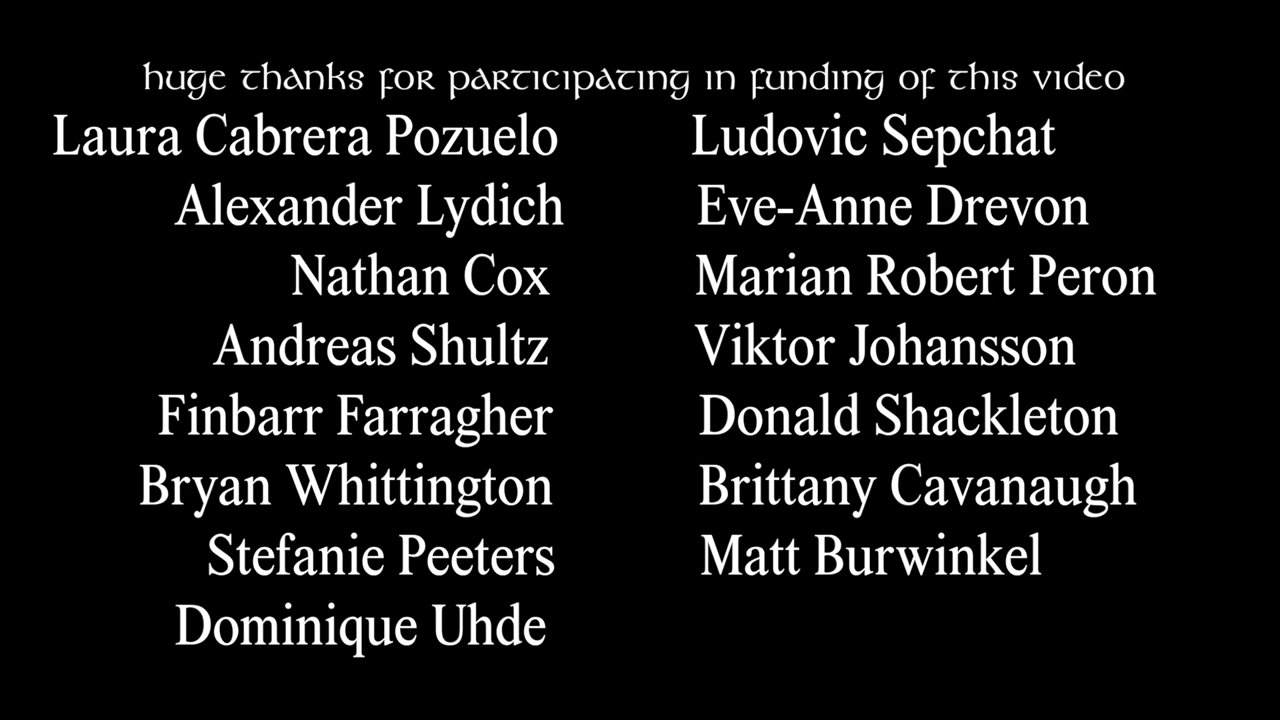 huge thanks for participating in funding of this video
Laura Cabrera Pozuelo
Alexander Lydich
Nathan Cox
Andreas Shultz
Finbarr Farragher
Bryan Whittington
Stefanie Peeters
Dominique Uhde
Ludovic Sepchat
Eve-Anne Drevon
Marian Robert Peron
Viktor Johansson
Donald Shackleton
Brittany Cavanaugh
Matt Burwinkel